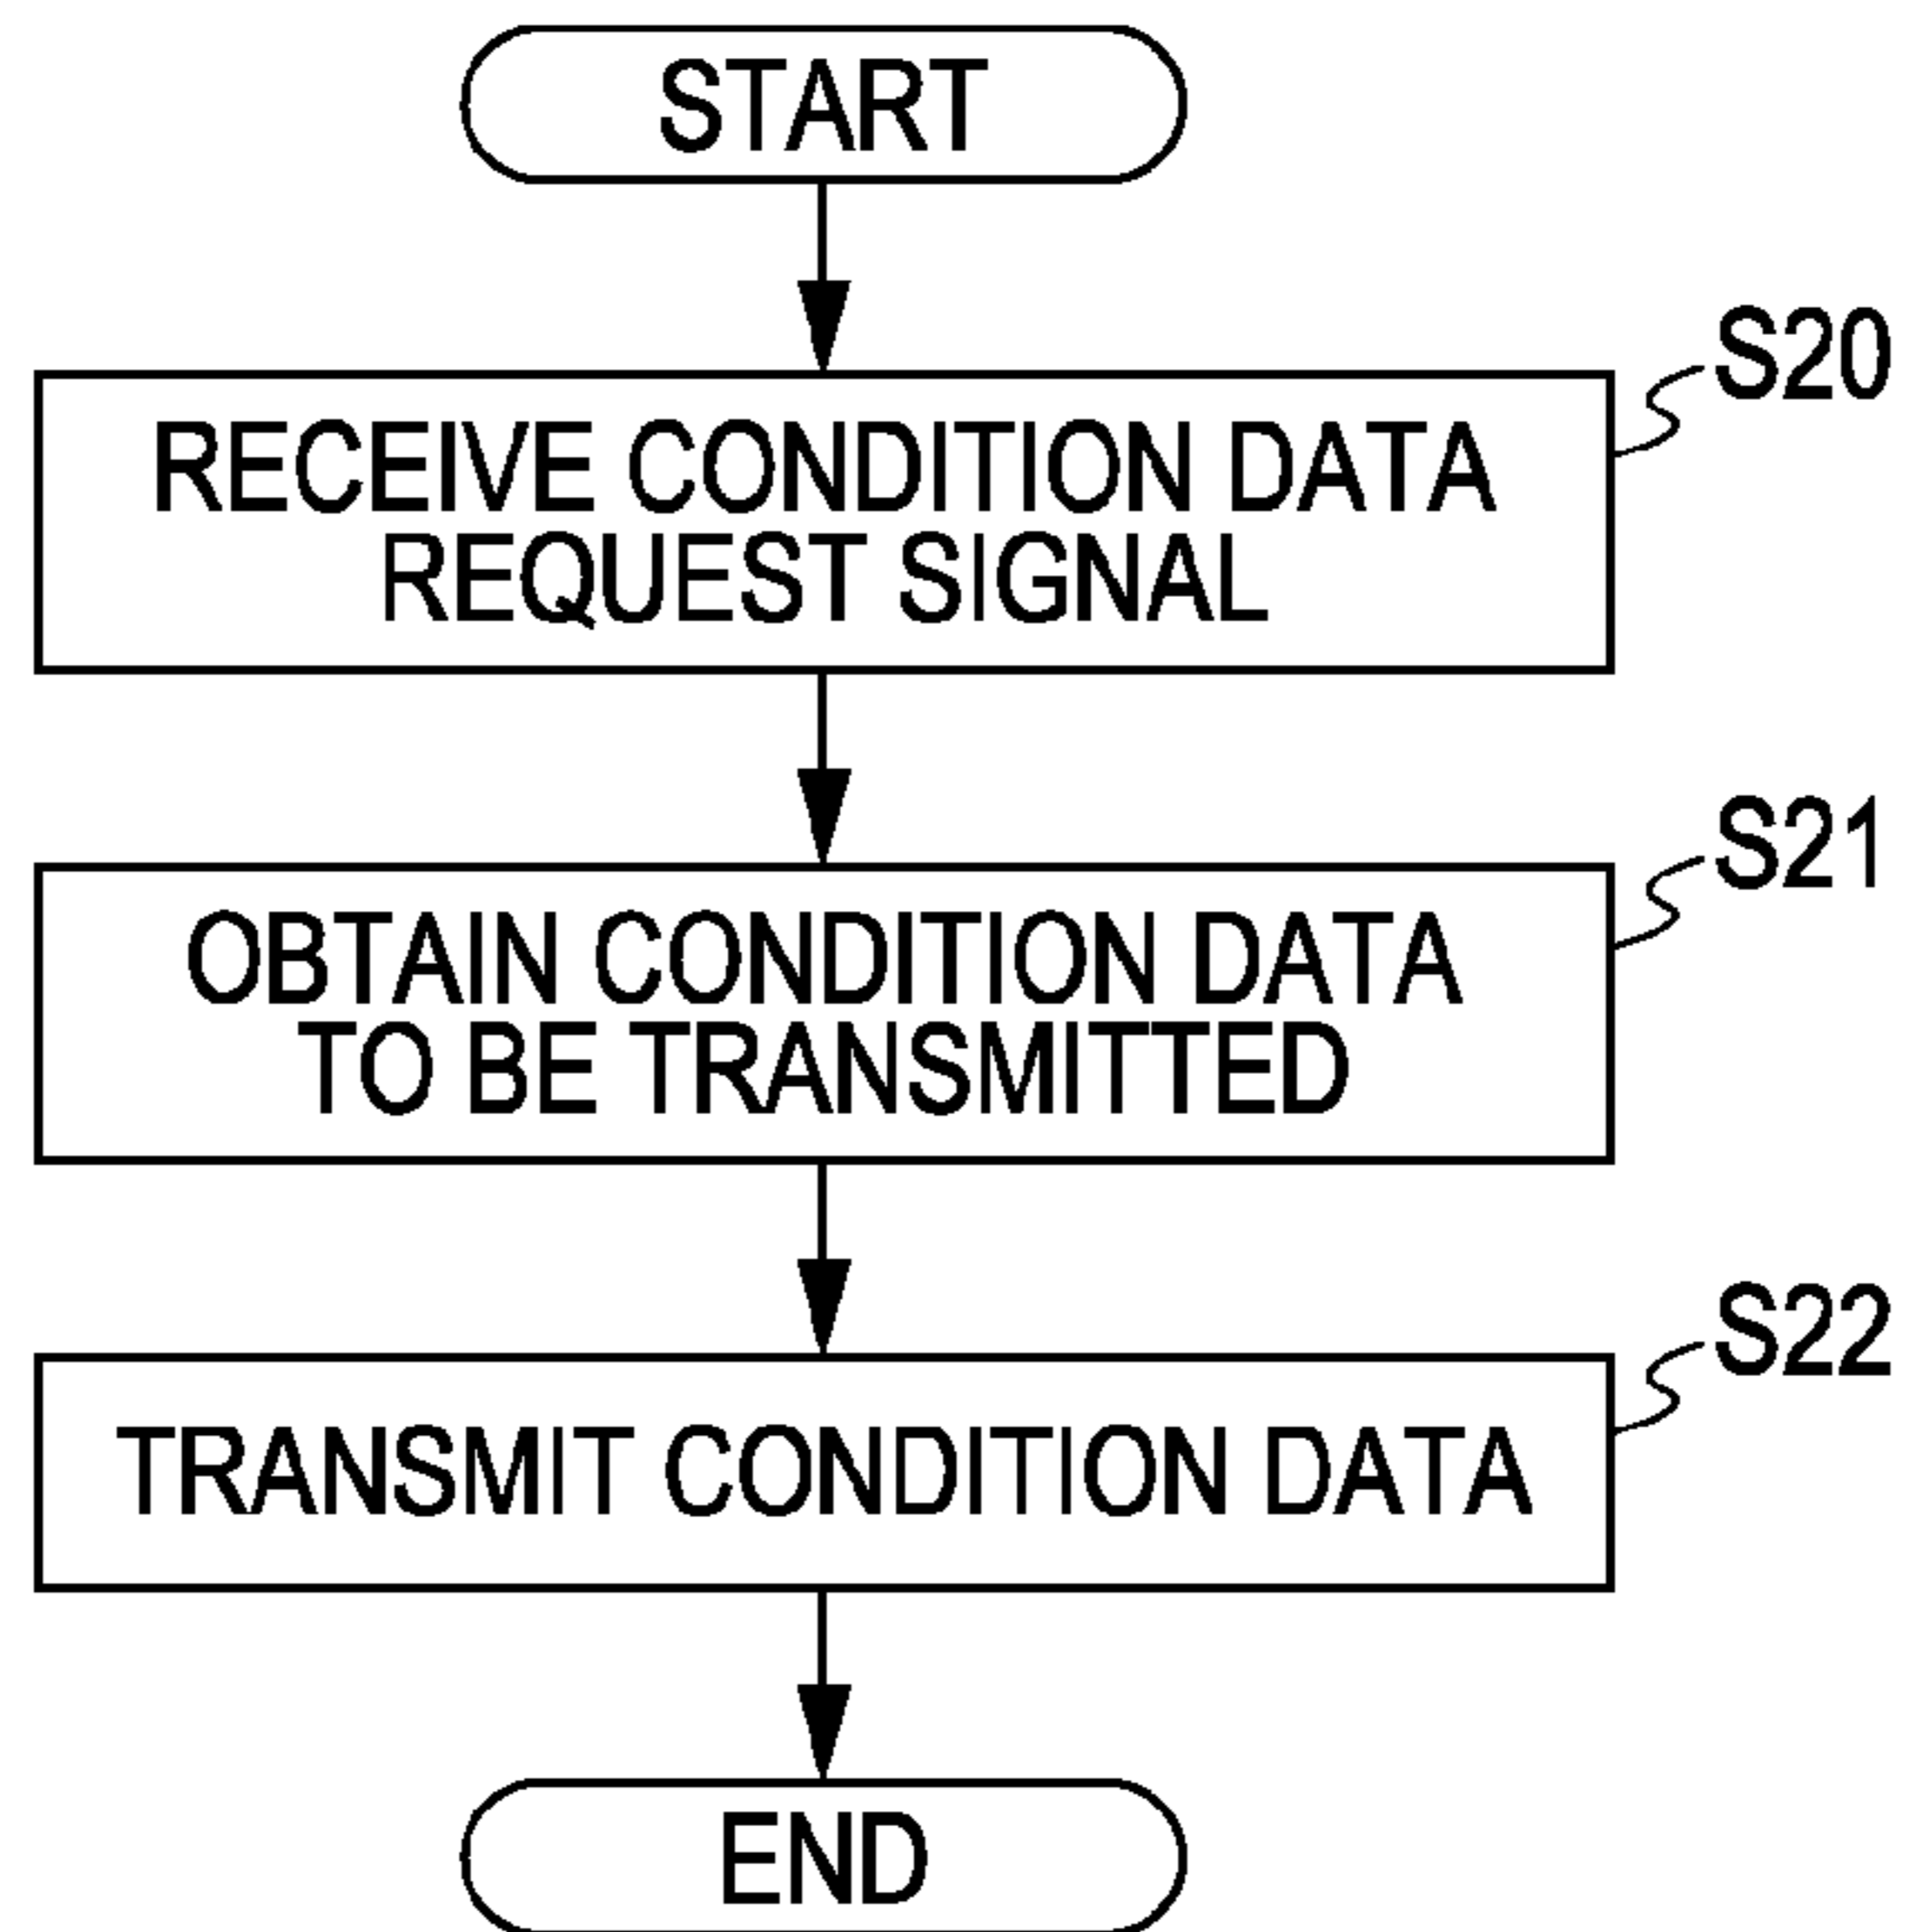 START
S20
RECEIVE CONDITION DATA
REQUEST SIGNAL
S21
OBTAIN CONDITION DATA
TO BE TRANSMITTED
S22
TRANSMIT CONDITION DATA
END